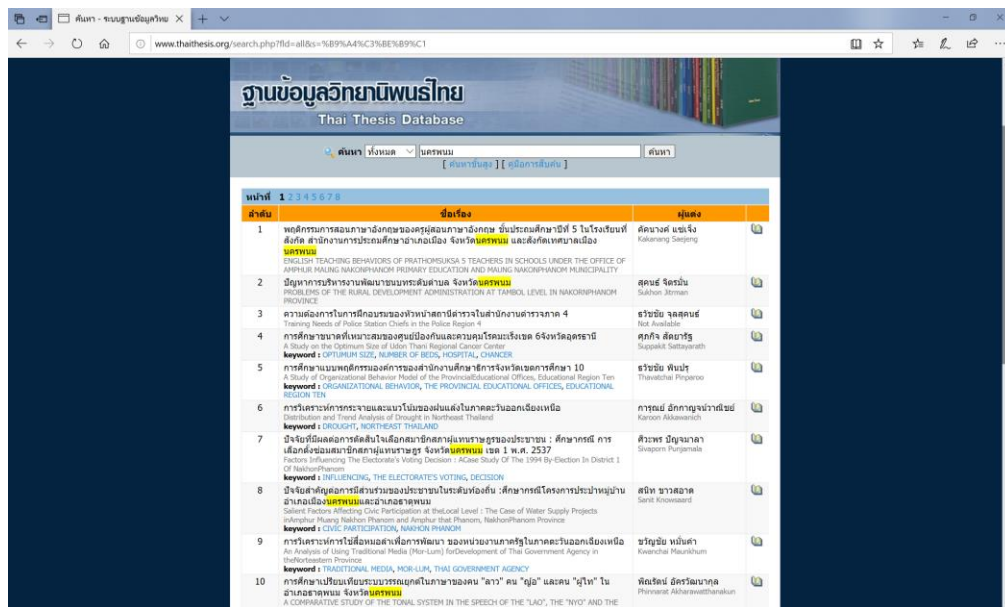 ค้นหา - ระบบฐานข้อมูลวิทย
www.thaithesis.org/search.php?fld=all&s=%B9%A4%C3%BE%B9%C1
ฐานข้อมูลวิทยานิพนธ์ไทย
Thai Thesis Database
ค้นหา ทั้งหมด นครพนม ค้นหา
[ ค้นหาขั้นสูง ] [ คู่มือการสืบค้น ]
หน้าที่ 1 2 3 4 5 6 7 8
ลำดับ ชื่อเรื่อง ผู้แต่ง
1 พฤติกรรมการสอนภาษาอังกฤษของครูผู้สอนภาษาอังกฤษ ชั้นประถมศึกษาปีที่ 5 ในโรงเรียนที่ คัคนางค์ แซ่เจ็ง
สังกัด สำนักงานการประถมศึกษาอำเภอเมือง จังหวัดนครพนม และสังกัดเทศบาลเมือง Kakanang Saejeng
นครพนม
ENGLISH TEACHING BEHAVIORS OF PRATHOMSUKSA 5 TEACHERS IN SCHOOLS UNDER THE OFFICE OF
AMPHUR MAUNG NAKONPHANOM PRIMARY EDUCATION AND MAUNG NAKONPHANOM MUNICIPALITY
2 ปัญหาการบริหารงานพัฒนาชนบทระดับตำบล จังหวัดนครพนม สุคนธ์ จิตรมั่น
PROBLEMS OF THE RURAL DEVELOPMENT ADMINISTRATION AT TAMBOL LEVEL IN NAKORNPHANOM Sukhon Jitrman
PROVINCE
3 ความต้องการในการฝึกอบรมของหัวหน้าสถานีตำรวจในสำนักงานตำรวจภาค 4 ธวัชชัย จุลสุคนธ์
Training Needs of Police Station Chiefs in the Police Region 4 Not Available
4 การศึกษาขนาดที่เหมาะสมของศูนย์ป้องกันและควบคุมโรคมะเร็งเขต 6จังหวัดอุดรธานี ศุภกิจ สัตยารัฐ
A Study on the Optimum Size of Udon Thani Regional Cancer Center Suppakit Sattayarath
keyword : OPTUMUM SIZE, NUMBER OF BEDS, HOSPITAL, CHANCER
5 การศึกษาแบบพฤติกรรมองค์การของสำนักงานศึกษาธิการจังหวัดเขตการศึกษา 10 ธวัชชัย พินปรุ
A Study of Organizational Behavior Model of the ProvincialEducational Offices, Educational Region Ten Thavatchai Pinparoo
keyword : ORGANIZATIONAL BEHAVIOR, THE PROVINCIAL EDUCATIONAL OFFICES, EDUCATIONAL
REGION TEN
6 การวิเคราะห์การกระจายและแนวโน้มของฝนแล้งในภาคตะวันออกเฉียงเหนือ การุณย์ อักกาญจน์วาณิชย์
Distribution and Trend Analysis of Drought in Northeast Thailand Karoon Akkawanich
keyword : DROUGHT, NORTHEAST THAILAND
7 ปัจจัยที่มีผลต่อการตัดสินใจเลือกสมาชิกสภาผู้แทนราษฎรของประชาชน : ศึกษากรณี การ ศิวะพร ปัญจมาลา
เลือกตั้งซ่อมสมาชิกสภาผู้แทนราษฎร จังหวัดนครพนม เขต 1 พ.ศ. 2537 Sivaporn Punjamala
Factors Influencing The Electorate's Voting Decision : ACase Study Of The 1994 By-Election In District 1
Of NakhonPhanom
keyword : INFLUENCING, THE ELECTORATE'S VOTING, DECISION
8 ปัจจัยสำคัญต่อการมีส่วนร่วมของประชาชนในระดับท้องถิ่น :ศึกษากรณีโครงการประปาหมู่บ้าน สนิท ขาวสอาด
อำเภอเมืองนครพนมและอำเภอธาตุพนม Sanit Knowsaard
Salient Factors Affecting Civic Participation at theLocal Level : The Case of Water Supply Projects
inAmphur Muang Nakhon Phanom and Amphur that Phanom, NakhonPhanom Province
keyword : CIVIC PARTICIPATION, NAKHON PHANOM
9 การวิเคราะห์การใช้สื่อหมอลำเพื่อการพัฒนา ของหน่วยงานภาครัฐในภาคตะวันออกเฉียงเหนือ ขวัญชัย หมั่นคำ
An Analysis of Using Traditional Media (Mor-Lum) forDevelopment of Thai Government Agency in Kwanchai Maunkhum
theNorteastern Province
keyword : TRADITIONAL MEDIA, MOR-LUM, THAI GOVERNMENT AGENCY
10 การศึกษาเปรียบเทียบระบบวรรณยุกต์ในภาษาของคน "ลาว" คน "ญ้อ" และคน "ผู้ไท" ใน พิณรัตน์ อัครวัฒนากุล
อำเภอธาตุพนม จังหวัดนครพนม Phinnarat Akharawatthanakun
A COMPARATIVE STUDY OF THE TONAL SYSTEM IN THE SPEECH OF THE "LAO", THE "NYO" AND THE